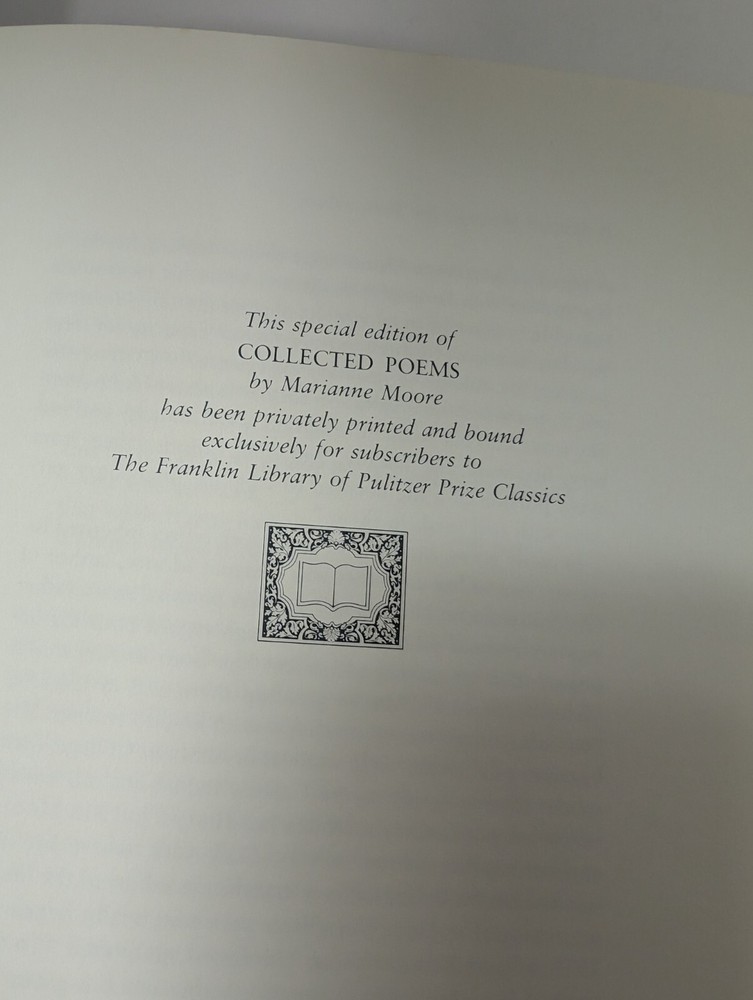 This special edition of
COLLECTED POEMS
by Marianne Moore
has been privately printed and bound
exclusively for subscribers to
The Franklin Library of Pulitzer Prize Classics